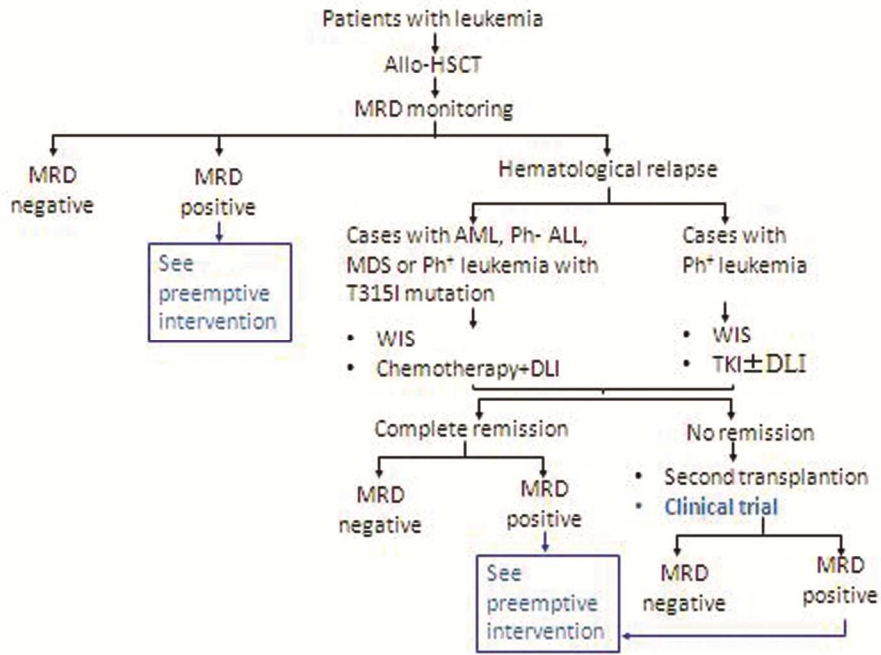 Patients with leukemia
Allo-HSCT
MRD monitoring
MRD
negative
MRD
positive
See
preemptive
intervention
Hematological relapse
Cases with AML, Ph- ALL,
MDS or Ph⁺ leukemia with
T315I mutation
• WIS
• Chemotherapy+DLI
Cases with
Ph⁺ leukemia
• WIS
• TKI±DLI
Complete remission
MRD
negative
MRD
positive
See
preemptive
intervention
No remission
• Second transplantion
• Clinical trial
MRD
negative
MRD
positive